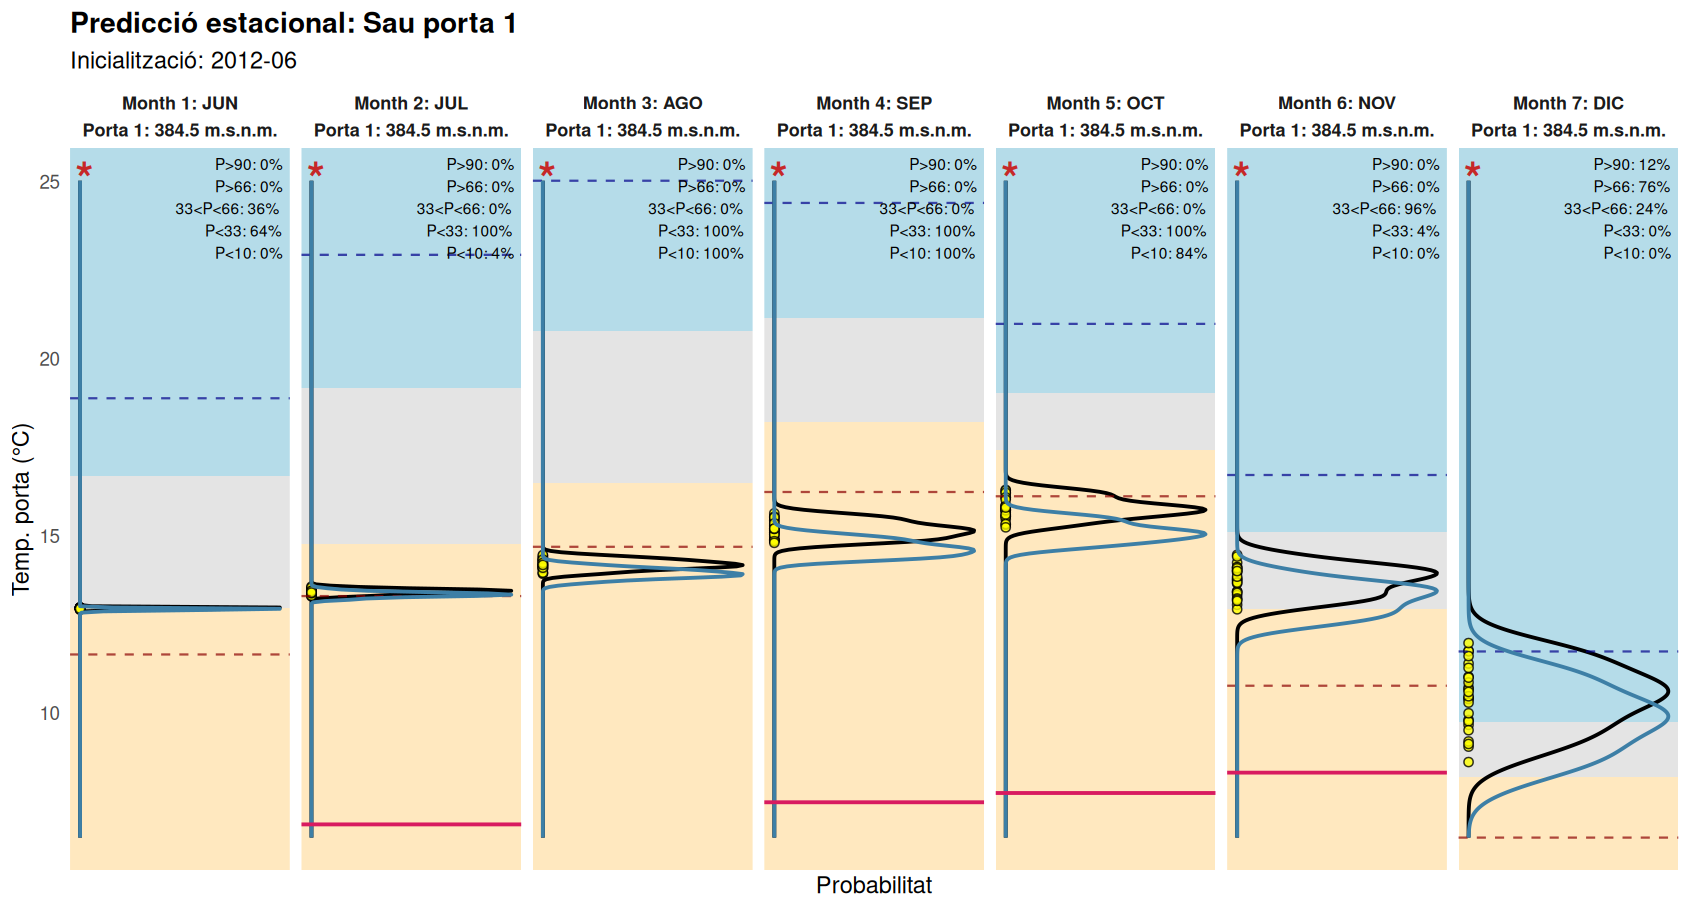 Predicció estacional: Sau porta 1
Inicialització: 2012-06
Month 1: JUN
Porta 1: 384.5 m.s.n.m.
Month 2: JUL
Porta 1: 384.5 m.s.n.m.
Month 3: AGO
Porta 1: 384.5 m.s.n.m.
Month 4: SEP
Porta 1: 384.5 m.s.n.m.
Month 5: OCT
Porta 1: 384.5 m.s.n.m.
Month 6: NOV
Porta 1: 384.5 m.s.n.m.
Month 7: DIC
Porta 1: 384.5 m.s.n.m.
*
P>90: 0%
P>66: 0%
33<P<66: 36%
P<33: 64%
P<10: 0%
*
P>90: 0%
P>66: 0%
33<P<66: 0%
P<33: 100%
P<10: 4%
*
P>90: 0%
P>66: 0%
33<P<66: 0%
P<33: 100%
P<10: 100%
*
P>90: 0%
P>66: 0%
33<P<66: 0%
P<33: 100%
P<10: 100%
*
P>90: 0%
P>66: 0%
33<P<66: 0%
P<33: 100%
P<10: 84%
*
P>90: 0%
P>66: 0%
33<P<66: 96%
P<33: 4%
P<10: 0%
*
P>90: 12%
P>66: 76%
33<P<66: 24%
P<33: 0%
P<10: 0%
25
20
15
10
Temp. porta (°C)
Probabilitat